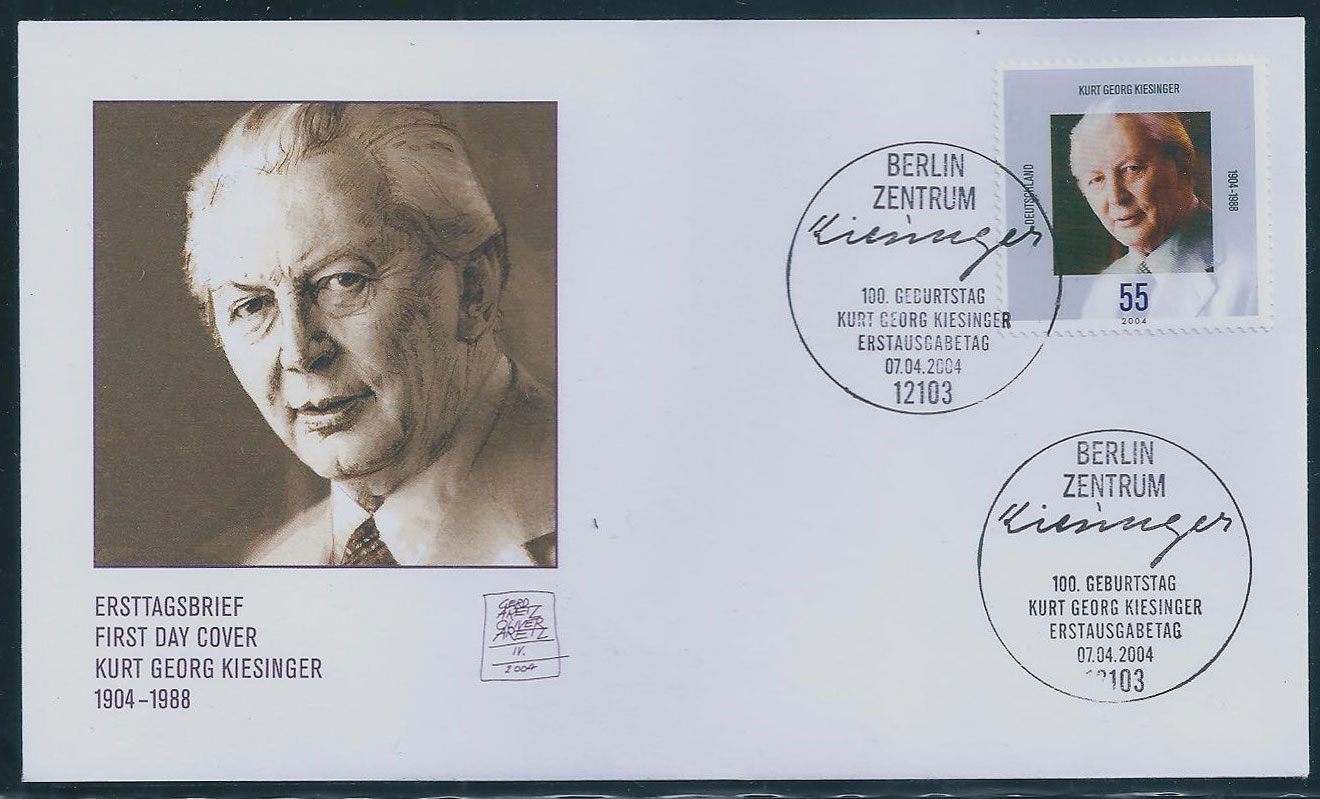 KURT GEORG KIESINGER
DEUTSCHLAND
1904-1988
55
2004
BERLIN
ZENTRUM
Kiesinger
100. GEBURTSTAG
KURT GEORG KIESINGER
ERSTAUSGABETAG
07.04.2004
12103
BERLIN
ZENTRUM
Kiesinger
100. GEBURTSTAG
KURT GEORG KIESINGER
ERSTAUSGABETAG
07.04.2004
12103
ERSTTAGSBRIEF
FIRST DAY COVER
KURT GEORG KIESINGER
1904–1988
GERD
ARETZ
OLIVER
ARETZ
IV.
2004